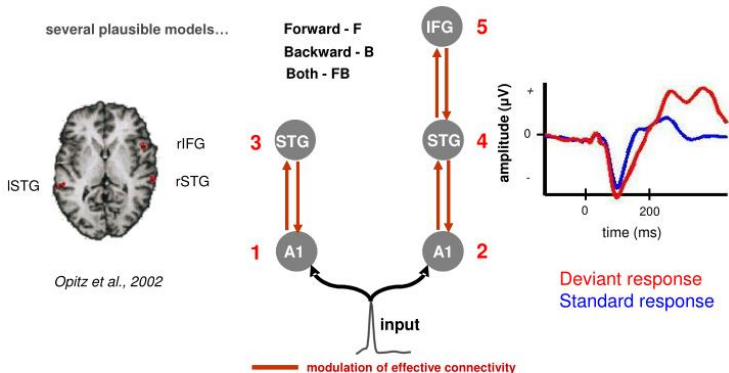 several plausible models…
Forward - F
Backward - B
Both - FB
IFG
5
3
STG
STG
4
rIFG
lSTG
rSTG
1
A1
A1
2
Opitz et al., 2002
input
modulation of effective connectivity
amplitude (µV)
+
0
-
0
200
time (ms)
Deviant response
Standard response